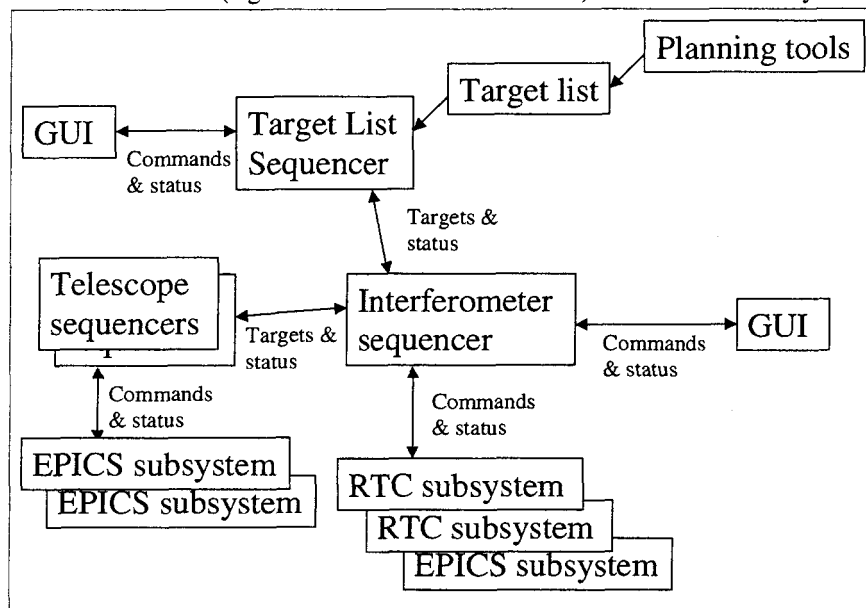 Planning tools
Target list
GUI
Commands
& status
Target List
Sequencer
Targets &
status
Telescope
sequencers
Targets &
status
Interferometer
sequencer
Commands
& status
GUI
Commands
& status
Commands
& status
EPICS subsystem
EPICS subsystem
RTC subsystem
RTC subsystem
EPICS subsystem